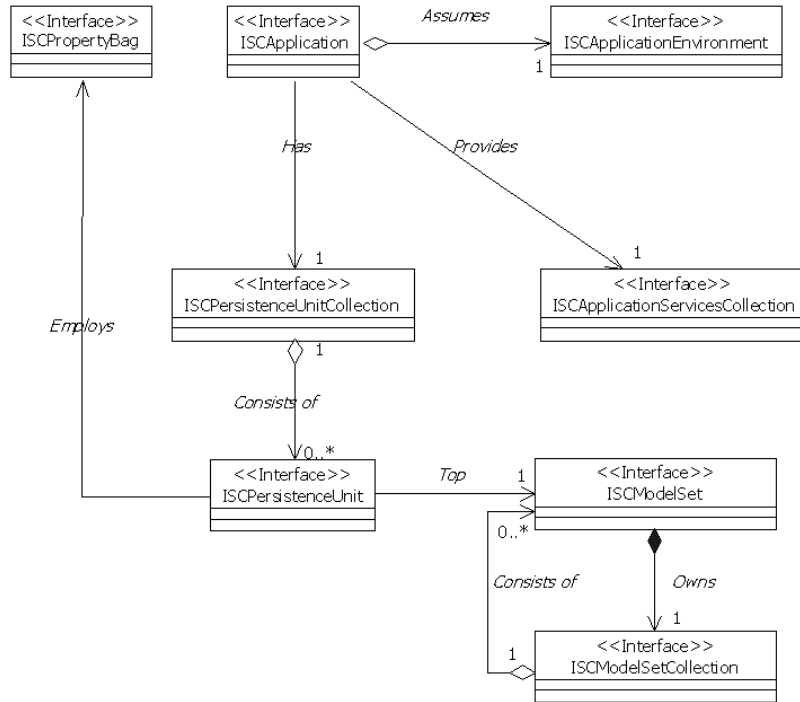 <<Interface>>
ISCPropertyBag
<<Interface>>
ISCApplication
Assumes
1
<<Interface>>
ISCApplicationEnvironment
Has
1
Provides
1
<<Interface>>
ISCPersistenceUnitCollection
<<Interface>>
ISCApplicationServicesCollection
Employs
1
Consists of
0..*
<<Interface>>
ISCPersistenceUnit
Top
1
<<Interface>>
ISCModelSet
0..*
Consists of
Owns
1
1
<<Interface>>
ISCModelSetCollection